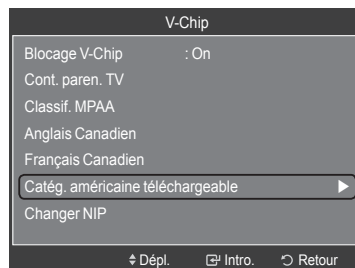 V-Chip
Blocage V-Chip : On
Cont. paren. TV
Classif. MPAA
Anglais Canadien
Français Canadien
Catég. américaine téléchargeable
Changer NIP
Dépl. Intro. Retour